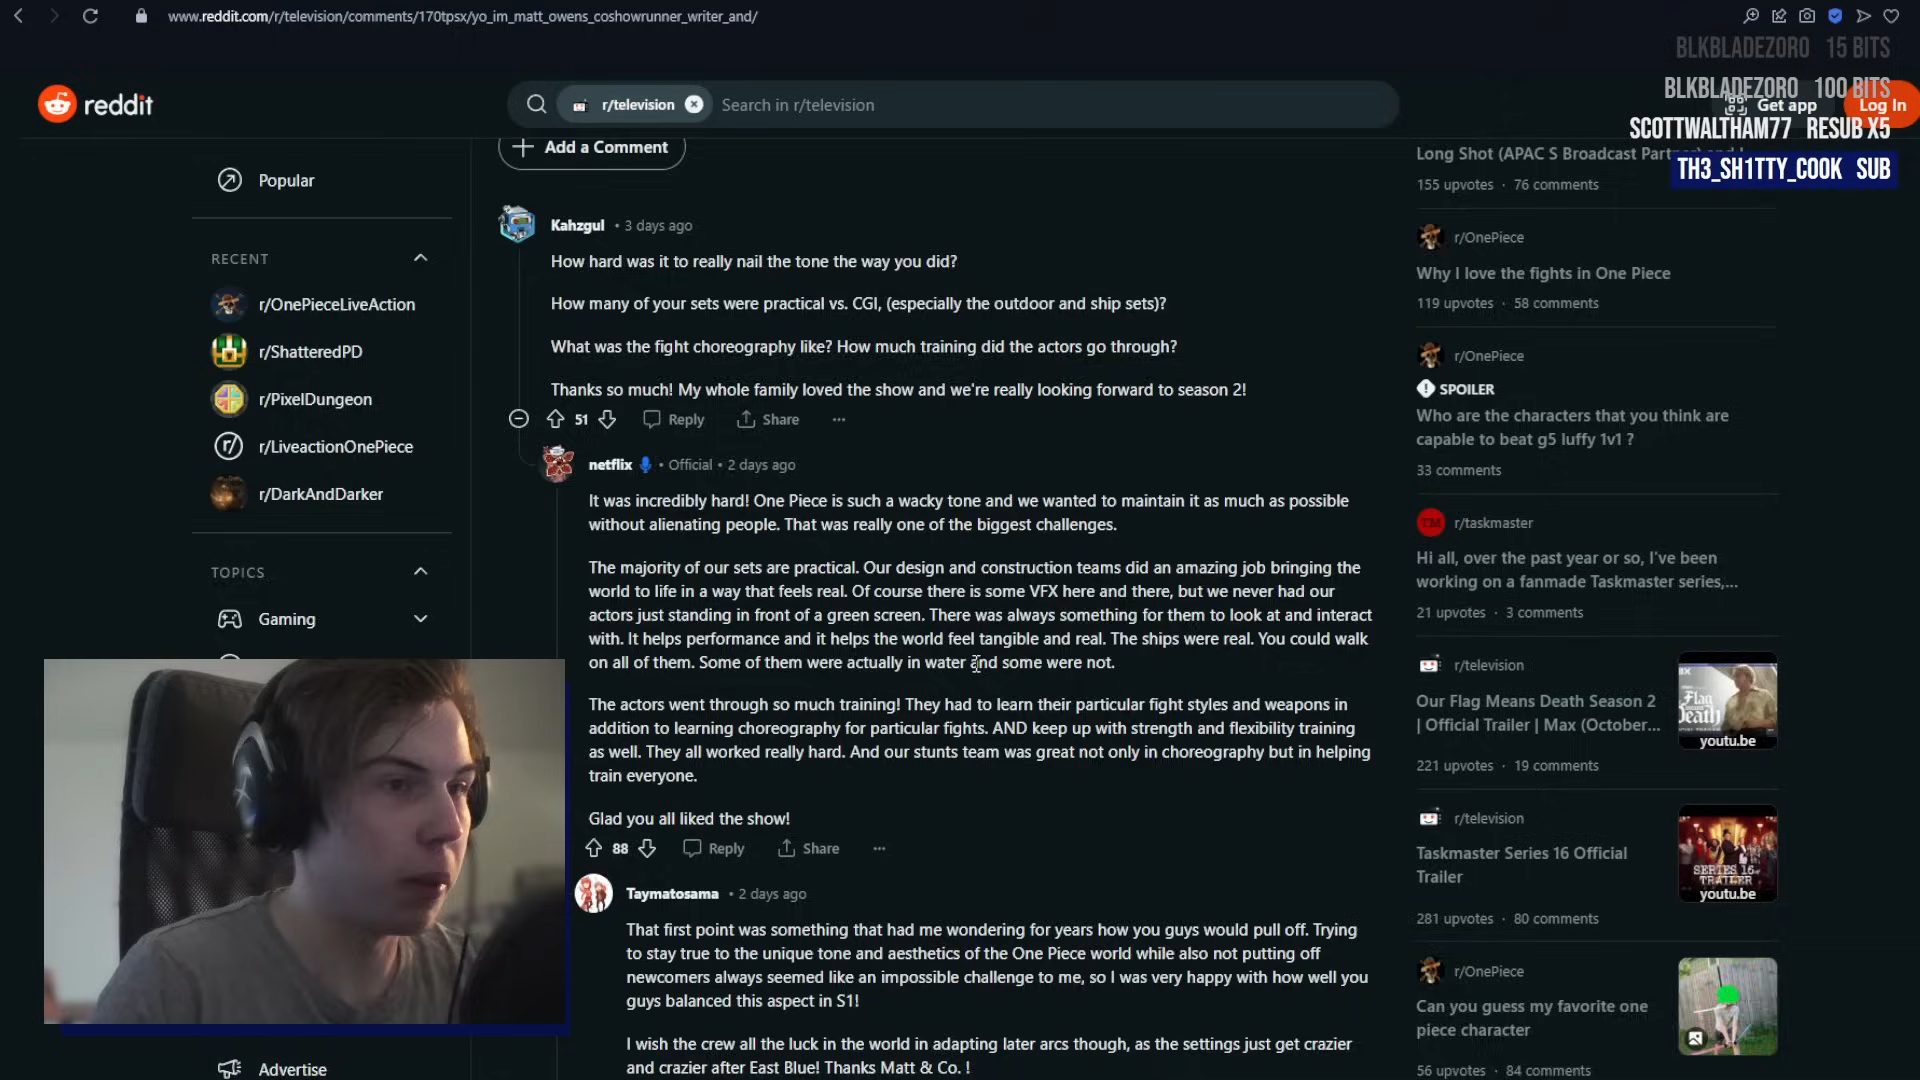 www.reddit.com/r/television/comments/170tpsx/yo_im_matt_owens_coshowrunner_writer_and/
BLKBLADEZORO 15 BITS
BLKBLADEZORO 100 BITS
reddit
r/television
Search in r/television
Get app
Log In
SCOTTWALTHAM77 RESUB X5
TH3_SH1TTY_COOK SUB
Popular
RECENT
r/OnePieceLiveAction
r/ShatteredPD
r/PixelDungeon
r/LiveactionOnePiece
r/DarkAndDarker
TOPICS
Gaming
Advertise
Add a Comment
Kahzgul • 3 days ago
How hard was it to really nail the tone the way you did?
How many of your sets were practical vs. CGI, (especially the outdoor and ship sets)?
What was the fight choreography like? How much training did the actors go through?
Thanks so much! My whole family loved the show and we're really looking forward to season 2!
51 Reply Share
netflix • Official • 2 days ago
It was incredibly hard! One Piece is such a wacky tone and we wanted to maintain it as much as possible
without alienating people. That was really one of the biggest challenges.
The majority of our sets are practical. Our design and construction teams did an amazing job bringing the
world to life in a way that feels real. Of course there is some VFX here and there, but we never had our
actors just standing in front of a green screen. There was always something for them to look at and interact
with. It helps performance and it helps the world feel tangible and real. The ships were real. You could walk
on all of them. Some of them were actually in water and some were not.
The actors went through so much training! They had to learn their particular fight styles and weapons in
addition to learning choreography for particular fights. AND keep up with strength and flexibility training
as well. They all worked really hard. And our stunts team was great not only in choreography but in helping
train everyone.
Glad you all liked the show!
88 Reply Share
Taymatosama • 2 days ago
That first point was something that had me wondering for years how you guys would pull off. Trying
to stay true to the unique tone and aesthetics of the One Piece world while also not putting off
newcomers always seemed like an impossible challenge to me, so I was very happy with how well you
guys balanced this aspect in S1!
I wish the crew all the luck in the world in adapting later arcs though, as the settings just get crazier
and crazier after East Blue! Thanks Matt & Co. !
Long Shot (APAC S Broadcast
155 upvotes · 76 comments
r/OnePiece
Why I love the fights in One Piece
119 upvotes · 58 comments
r/OnePiece
SPOILER
Who are the characters that you think are
capable to beat g5 luffy 1v1 ?
33 comments
TM r/taskmaster
Hi all, over the past year or so, I've been
working on a fanmade Taskmaster series,...
21 upvotes · 3 comments
r/television
Our Flag Means Death Season 2
| Official Trailer | Max (October...
Flag
Death
youtu.be
221 upvotes · 19 comments
r/television
Taskmaster Series 16 Official
Trailer
SERIES 16
TRAILER
youtu.be
281 upvotes · 80 comments
r/OnePiece
Can you guess my favorite one
piece character
56 upvotes · 84 comments